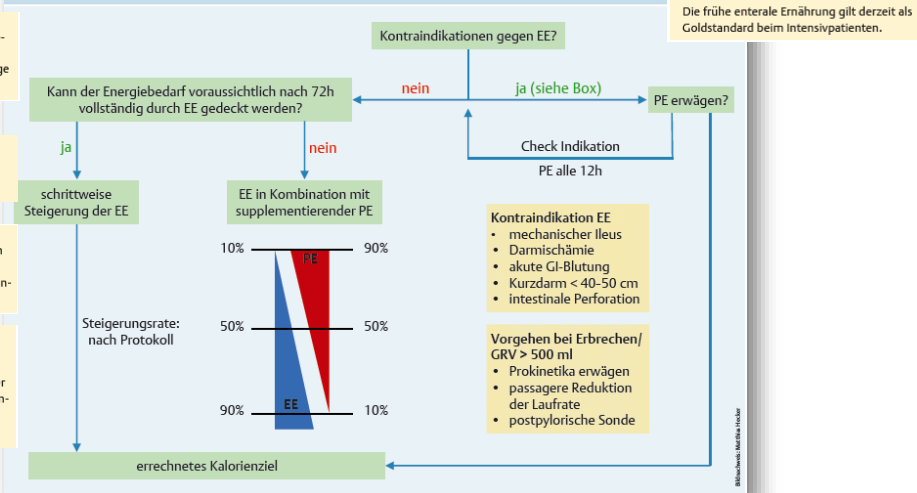 Die frühe enterale Ernährung gilt derzeit als
Goldstandard beim Intensivpatienten.
Kontraindikationen gegen EE?
nein
ja (siehe Box)
Kann der Energiebedarf voraussichtlich nach 72h
vollständig durch EE gedeckt werden?
PE erwägen?
Check Indikation
PE alle 12h
ja
nein
schrittweise
Steigerung der EE
EE in Kombination mit
supplementierender PE
10%
PE
90%
50%
50%
90%
EE
10%
Steigerungsrate:
nach Protokoll
Kontraindikation EE
• mechanischer Ileus
• Darmischämie
• akute GI-Blutung
• Kurzdarm < 40-50 cm
• intestinale Perforation
Vorgehen bei Erbrechen/
GRV > 500 ml
• Prokinetika erwägen
• passagere Reduktion
der Laufrate
• postpylorische Sonde
errechnetes Kalorienziel
Bildnachweis: Matthias Hecker